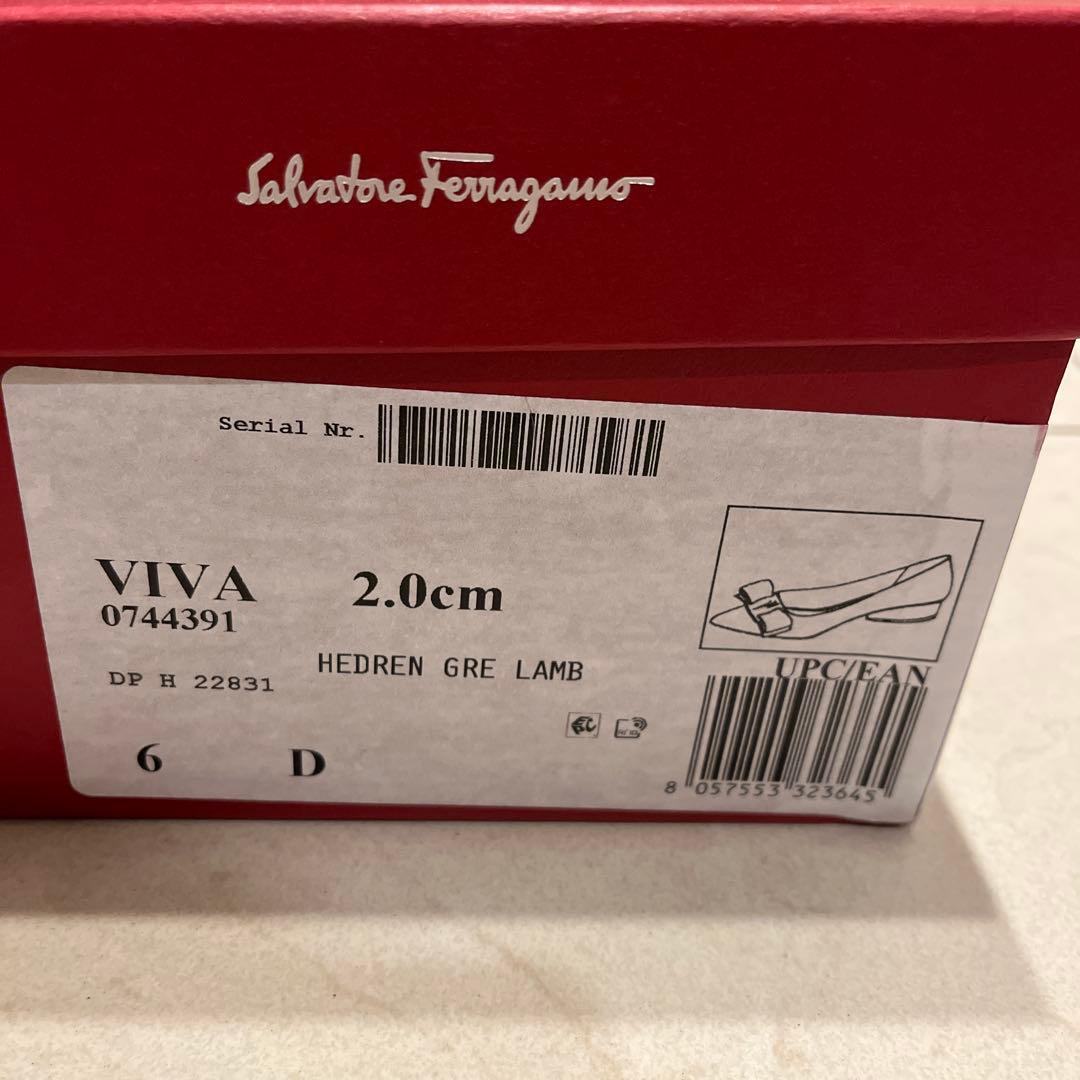 Salvatore Ferragamo
Serial Nr.
VIVA 2.0cm
0744391
HEDREN GRE LAMB
DP H 22831
UPC/EAN
6 D
8 057553 323645